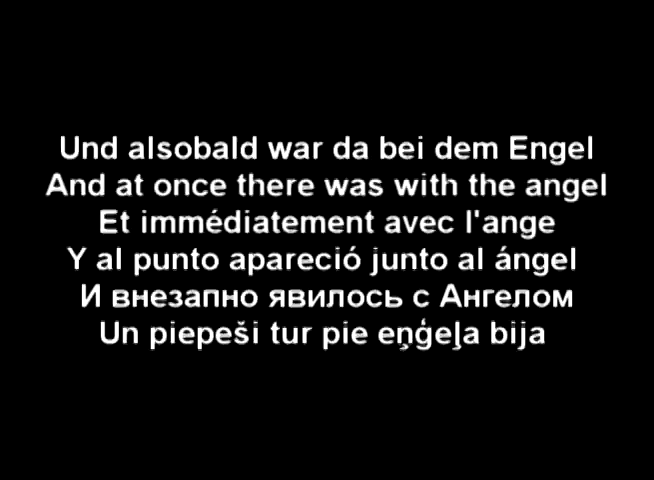 Und alsobald war da bei dem Engel
And at once there was with the angel
Et immédiatement avec l'ange
Y al punto apareció junto al ángel
И внезапно явилось с Ангелом
Un piepeši tur pie eņģeļa bija